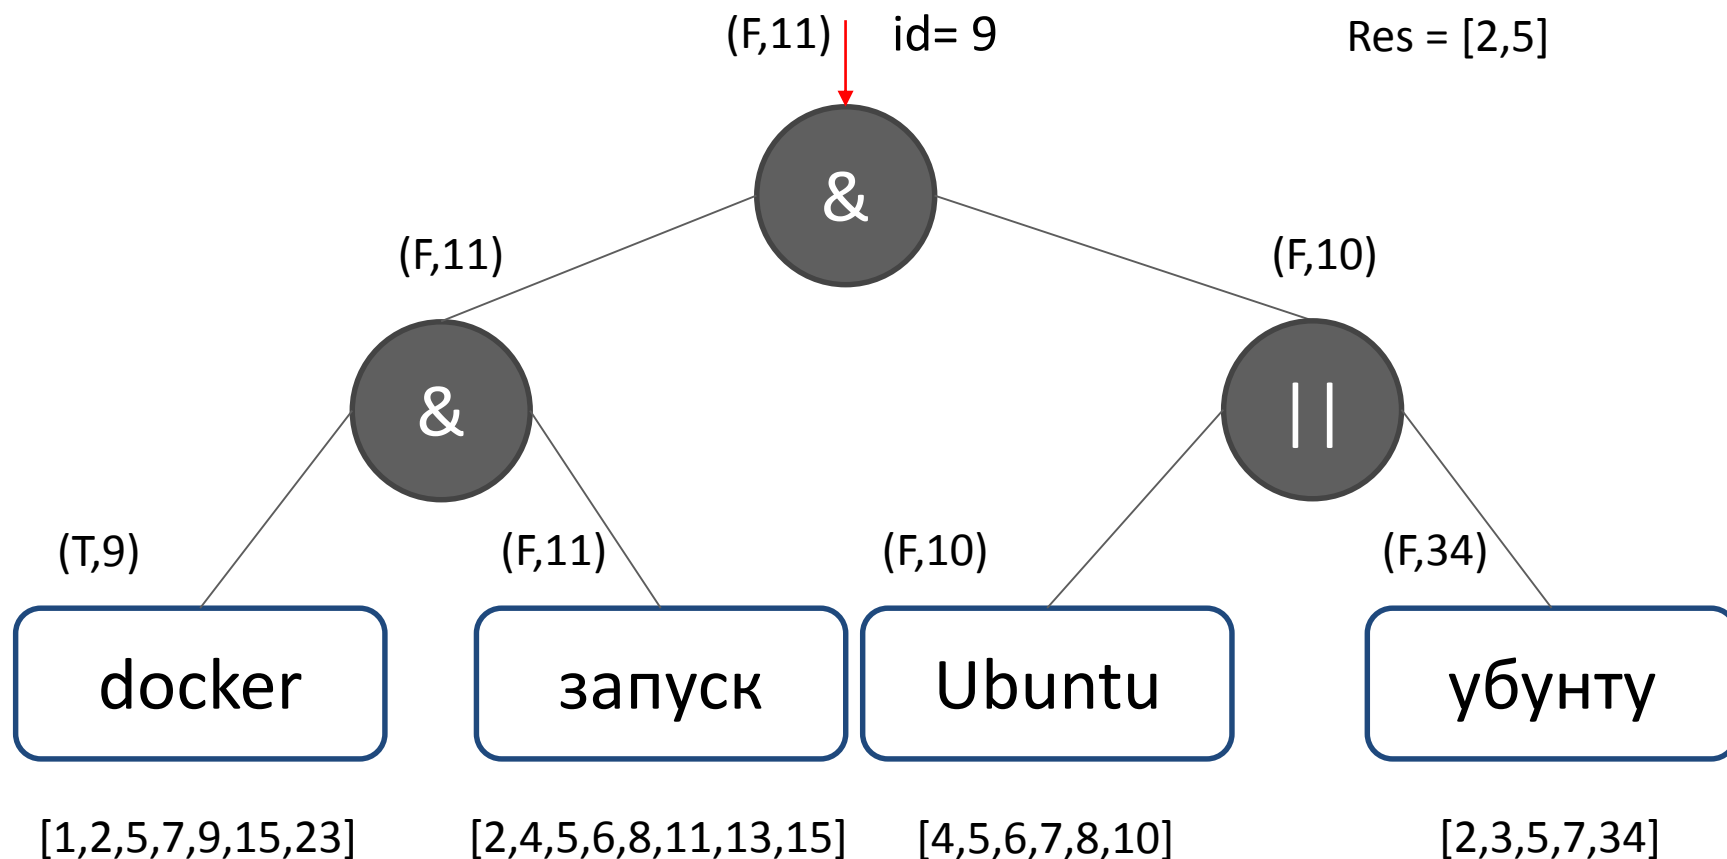 (F,11) id= 9 Res = [2,5]
&
(F,11) (F,10)
& ||
(T,9) (F,11) (F,10) (F,34)
docker запуск Ubuntu убунту
[1,2,5,7,9,15,23] [2,4,5,6,8,11,13,15] [4,5,6,7,8,10] [2,3,5,7,34]